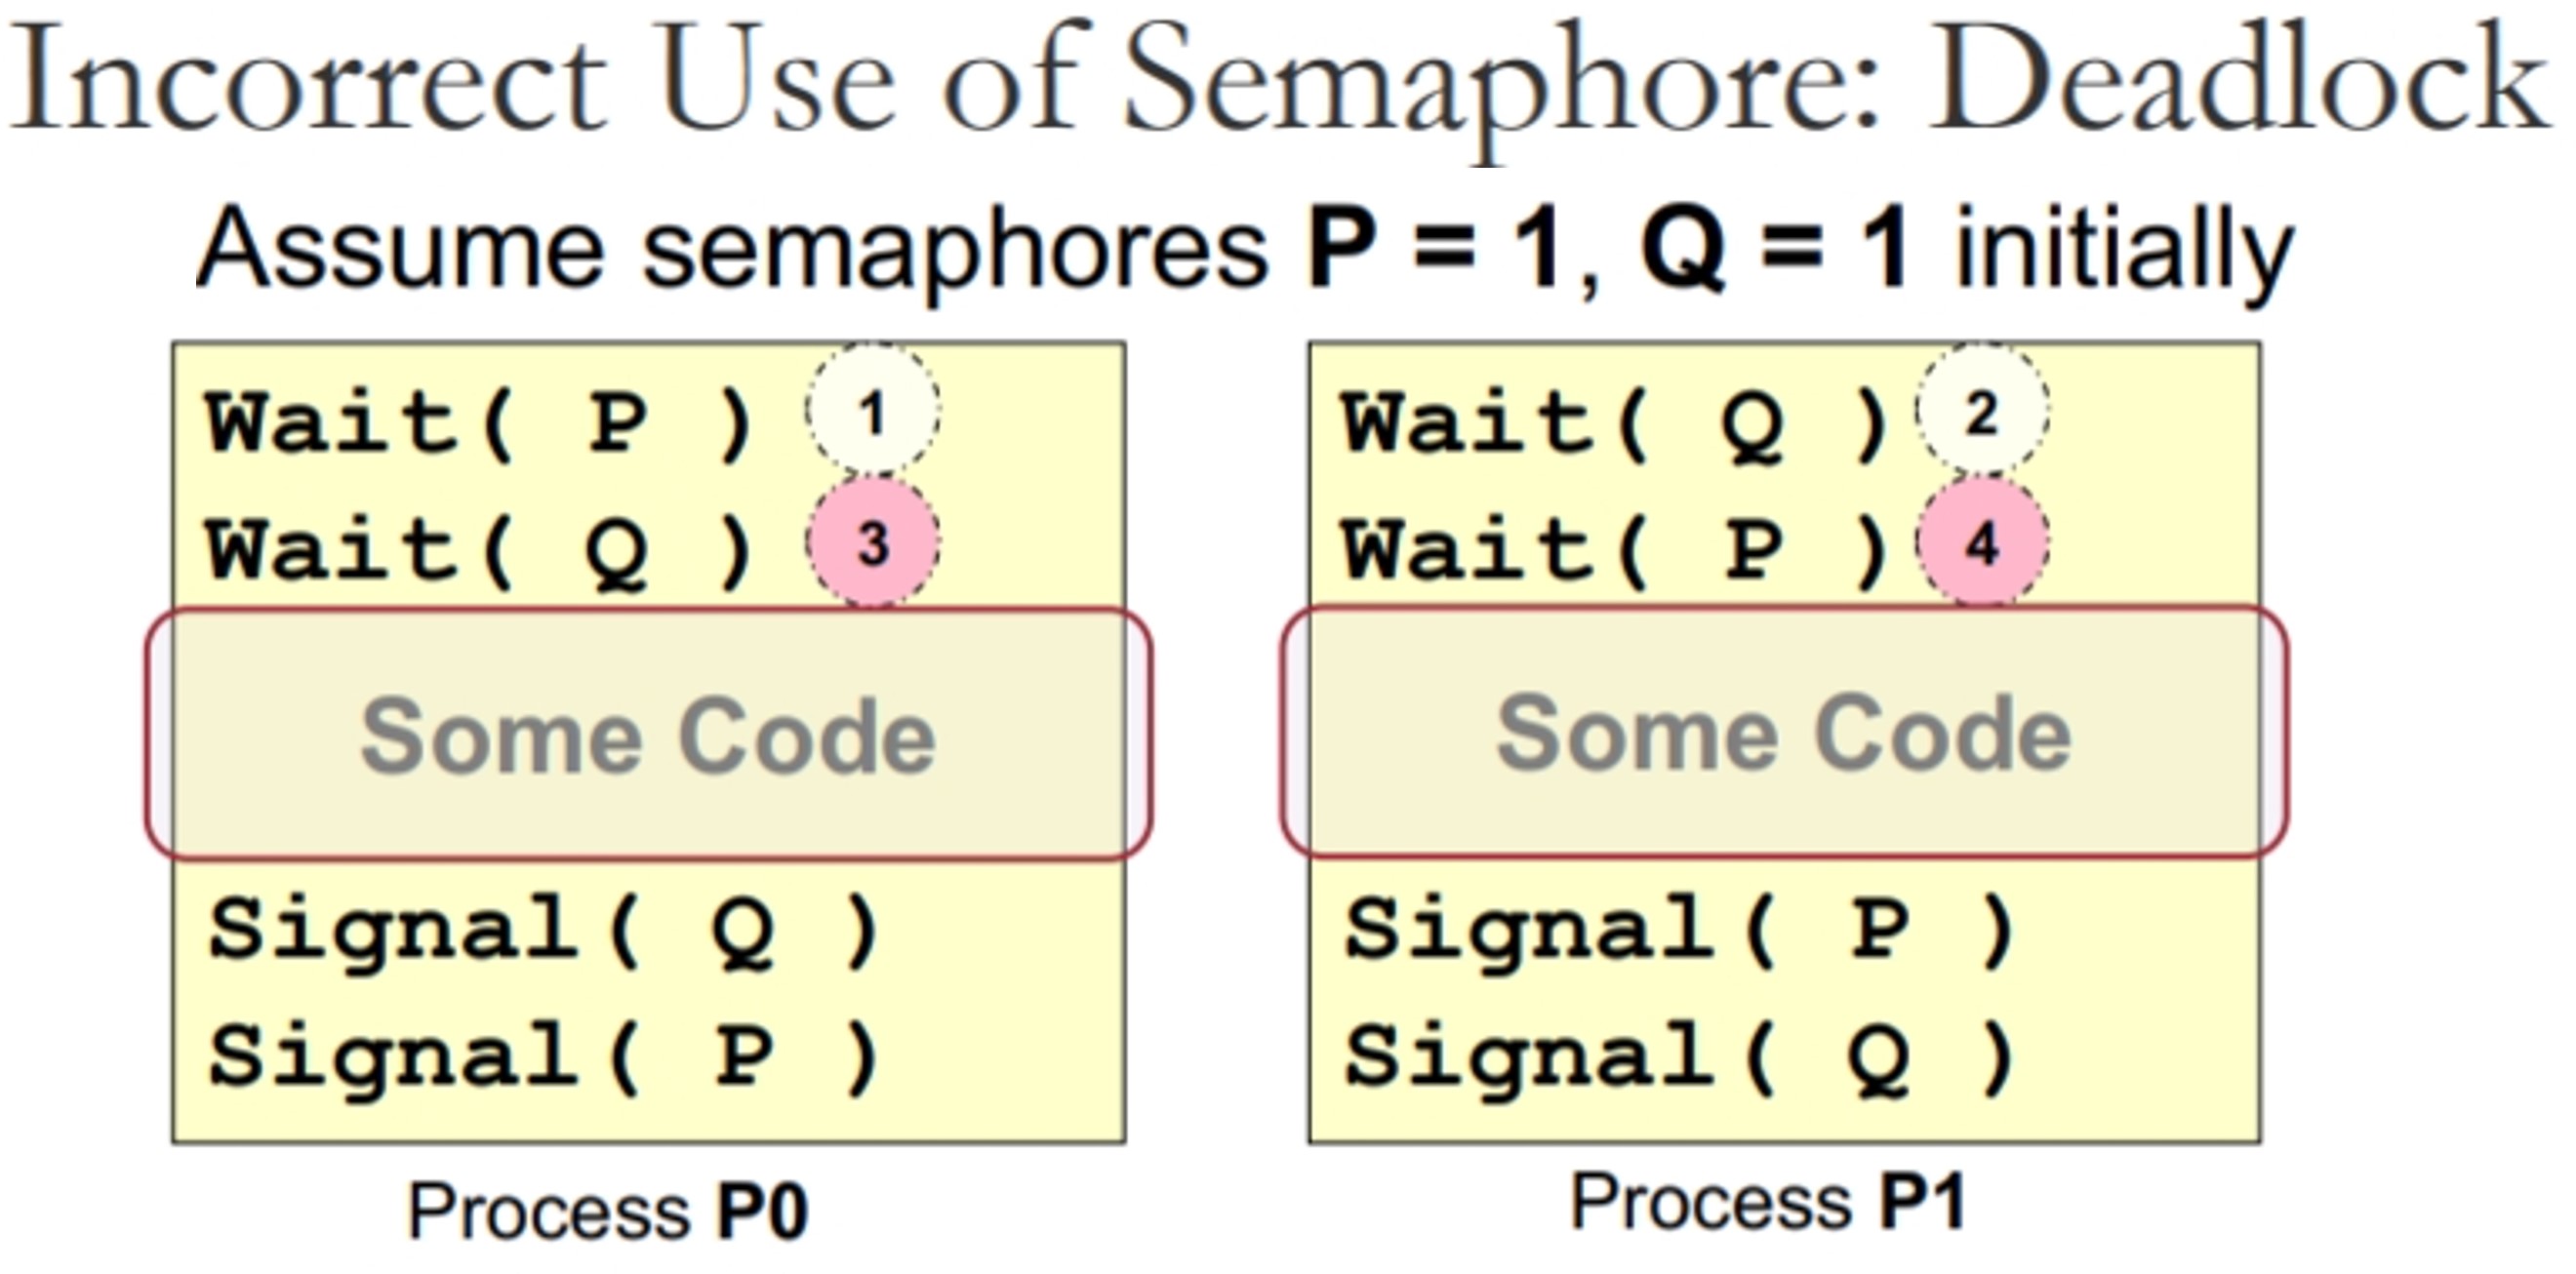 Incorrect Use of Semaphore: Deadlock
Assume semaphores P = 1, Q = 1 initially
Wait( P ) 1
Wait( Q ) 3
Some Code
Signal( Q )
Signal( P )
Process P0
Wait( Q ) 2
Wait( P ) 4
Some Code
Signal( P )
Signal( Q )
Process P1